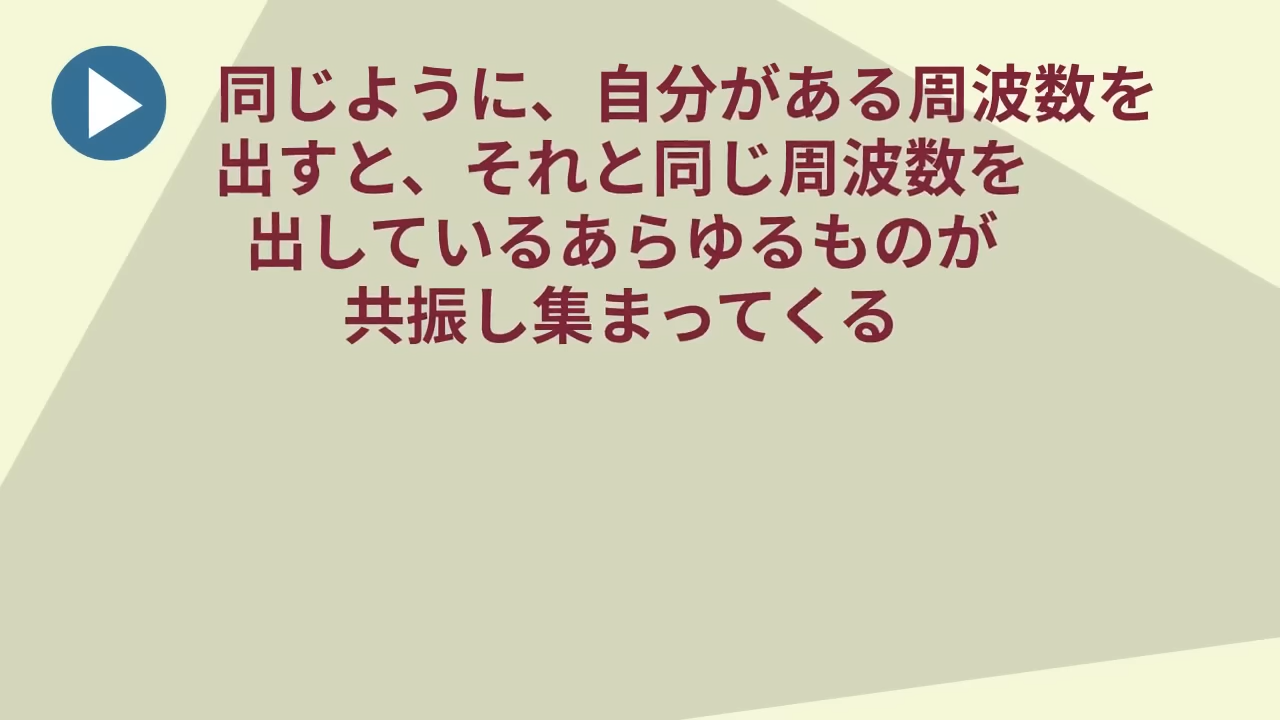 同じように、自分がある周波数を
出すと、それと同じ周波数を
出しているあらゆるものが
共振し集まってくる